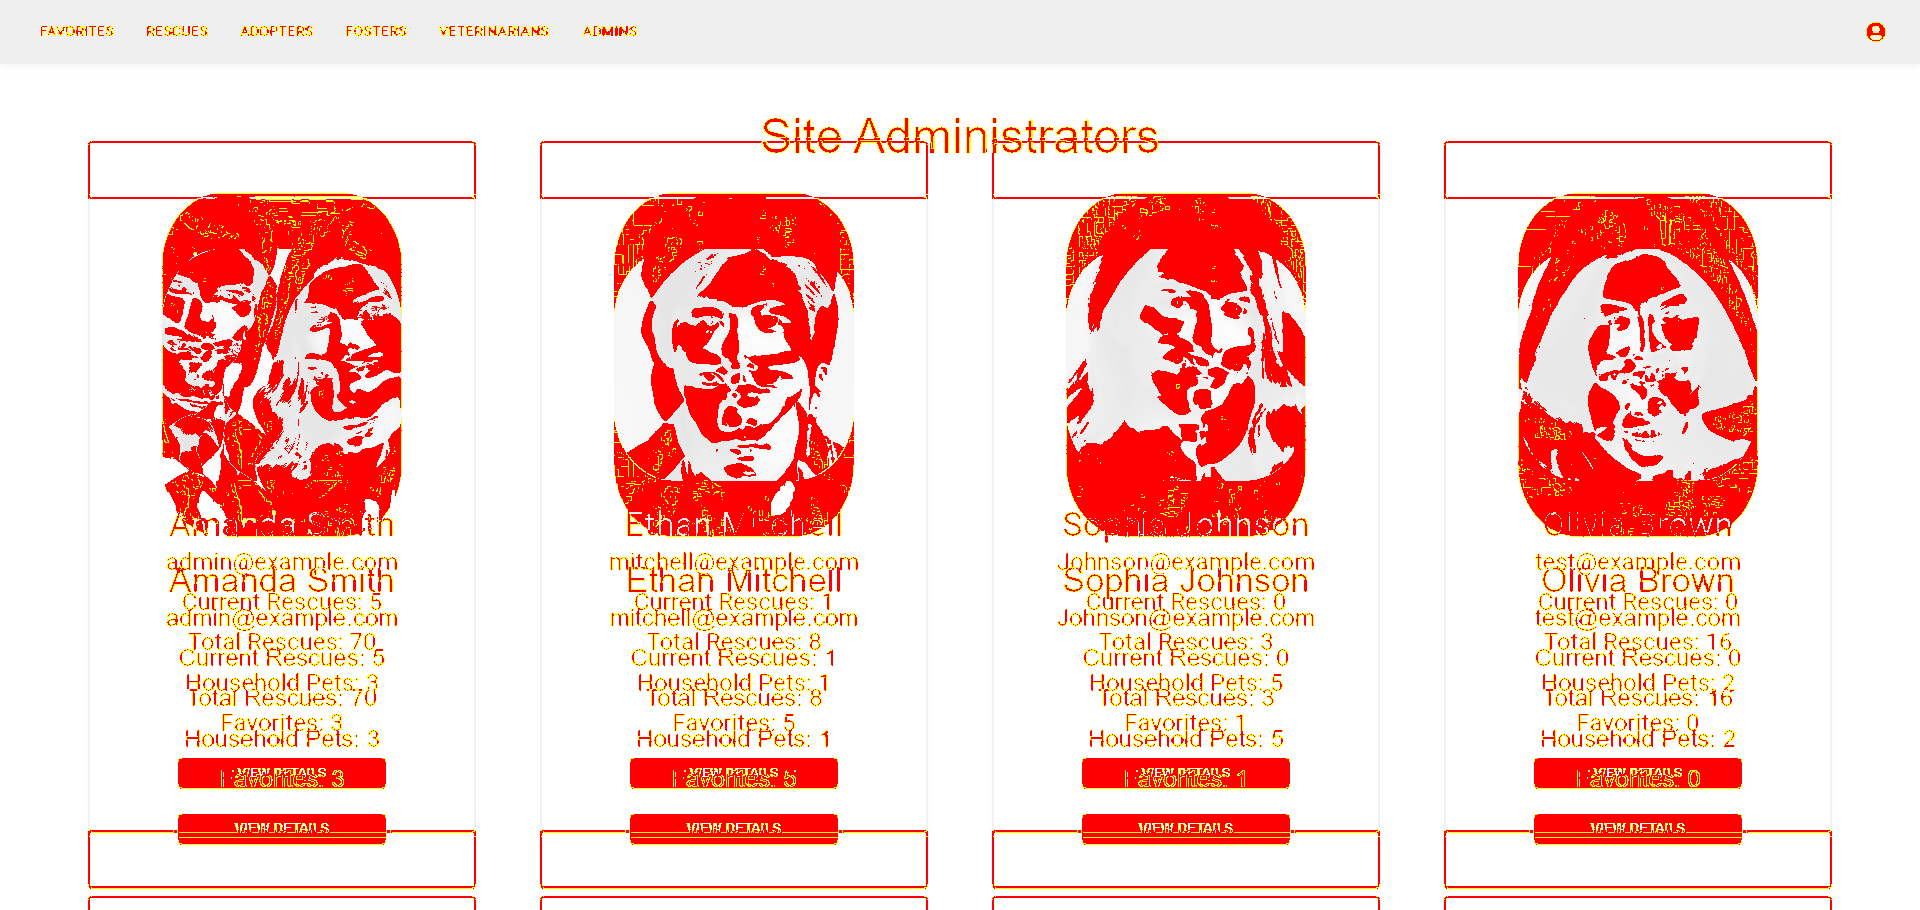 FAVORITES RESCUES ADOPTERS FOSTERS VETERINARIANS ADMINS
Site Administrators
Amanda Smith Ethan Mitchell Sophia Johnson Olivia Brown
admin@example.com mitchell@example.com Johnson@example.com test@example.com
Amanda Smith Ethan Mitchell Sophia Johnson Olivia Brown
Current Rescues: 5 Current Rescues: 1 Current Rescues: 0 Current Rescues: 0
admin@example.com mitchell@example.com Johnson@example.com test@example.com
Total Rescues: 70 Total Rescues: 8 Total Rescues: 3 Total Rescues: 16
Current Rescues: 5 Current Rescues: 1 Current Rescues: 0 Current Rescues: 0
Household Pets: 3 Household Pets: 1 Household Pets: 5 Household Pets: 2
Total Rescues: 70 Total Rescues: 8 Total Rescues: 3 Total Rescues: 16
Favorites: 3 Favorites: 5 Favorites: 1 Favorites: 0
Household Pets: 3 Household Pets: 1 Household Pets: 5 Household Pets: 2
VIEW DETAILS VIEW DETAILS VIEW DETAILS VIEW DETAILS
Favorites: 3 Favorites: 5 Favorites: 1 Favorites: 0
VIEW DETAILS VIEW DETAILS VIEW DETAILS VIEW DETAILS